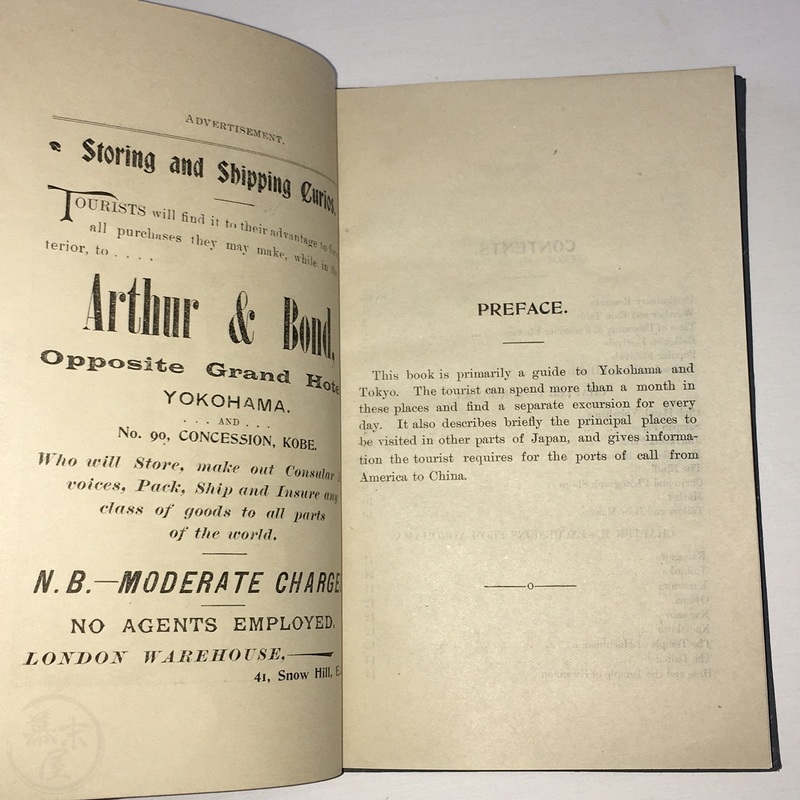 ADVERTISEMENT.
Storing and Shipping Curios,
TOURISTS will find it to their advantage to
all purchases they may make, while in the
terior, to . . . .
Arthur & Bond,
Opposite Grand Hotel
YOKOHAMA.
. . . AND . . .
No. 90, CONCESSION, KOBE.
Who will Store, make out Consular
voices, Pack, Ship and Insure any
class of goods to all parts
of the world.
N.B.—MODERATE CHARGE
NO AGENTS EMPLOYED.
LONDON WAREHOUSE,
41, Snow Hill, E.
幕末屋
PREFACE.
This book is primarily a guide to Yokohama and
Tokyo. The tourist can spend more than a month in
these places and find a separate excursion for every
day. It also describes briefly the principal places to
be visited in other parts of Japan, and gives informa-
tion the tourist requires for the ports of call from
America to China.
CONTENTS.